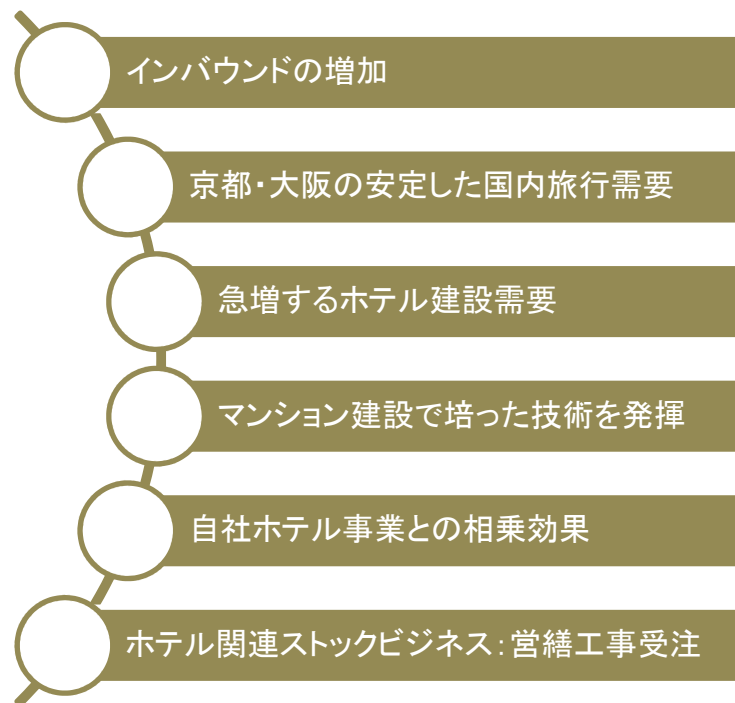 インバウンドの増加
京都・大阪の安定した国内旅行需要
急増するホテル建設需要
マンション建設で培った技術を発揮
自社ホテル事業との相乗効果
ホテル関連ストックビジネス：営繕工事受注